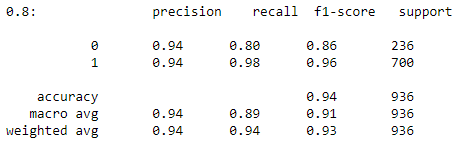 0.8: precision recall f1-score support
0 0.94 0.80 0.86 236
1 0.94 0.98 0.96 700
accuracy 0.94 936
macro avg 0.94 0.89 0.91 936
weighted avg 0.94 0.94 0.93 936